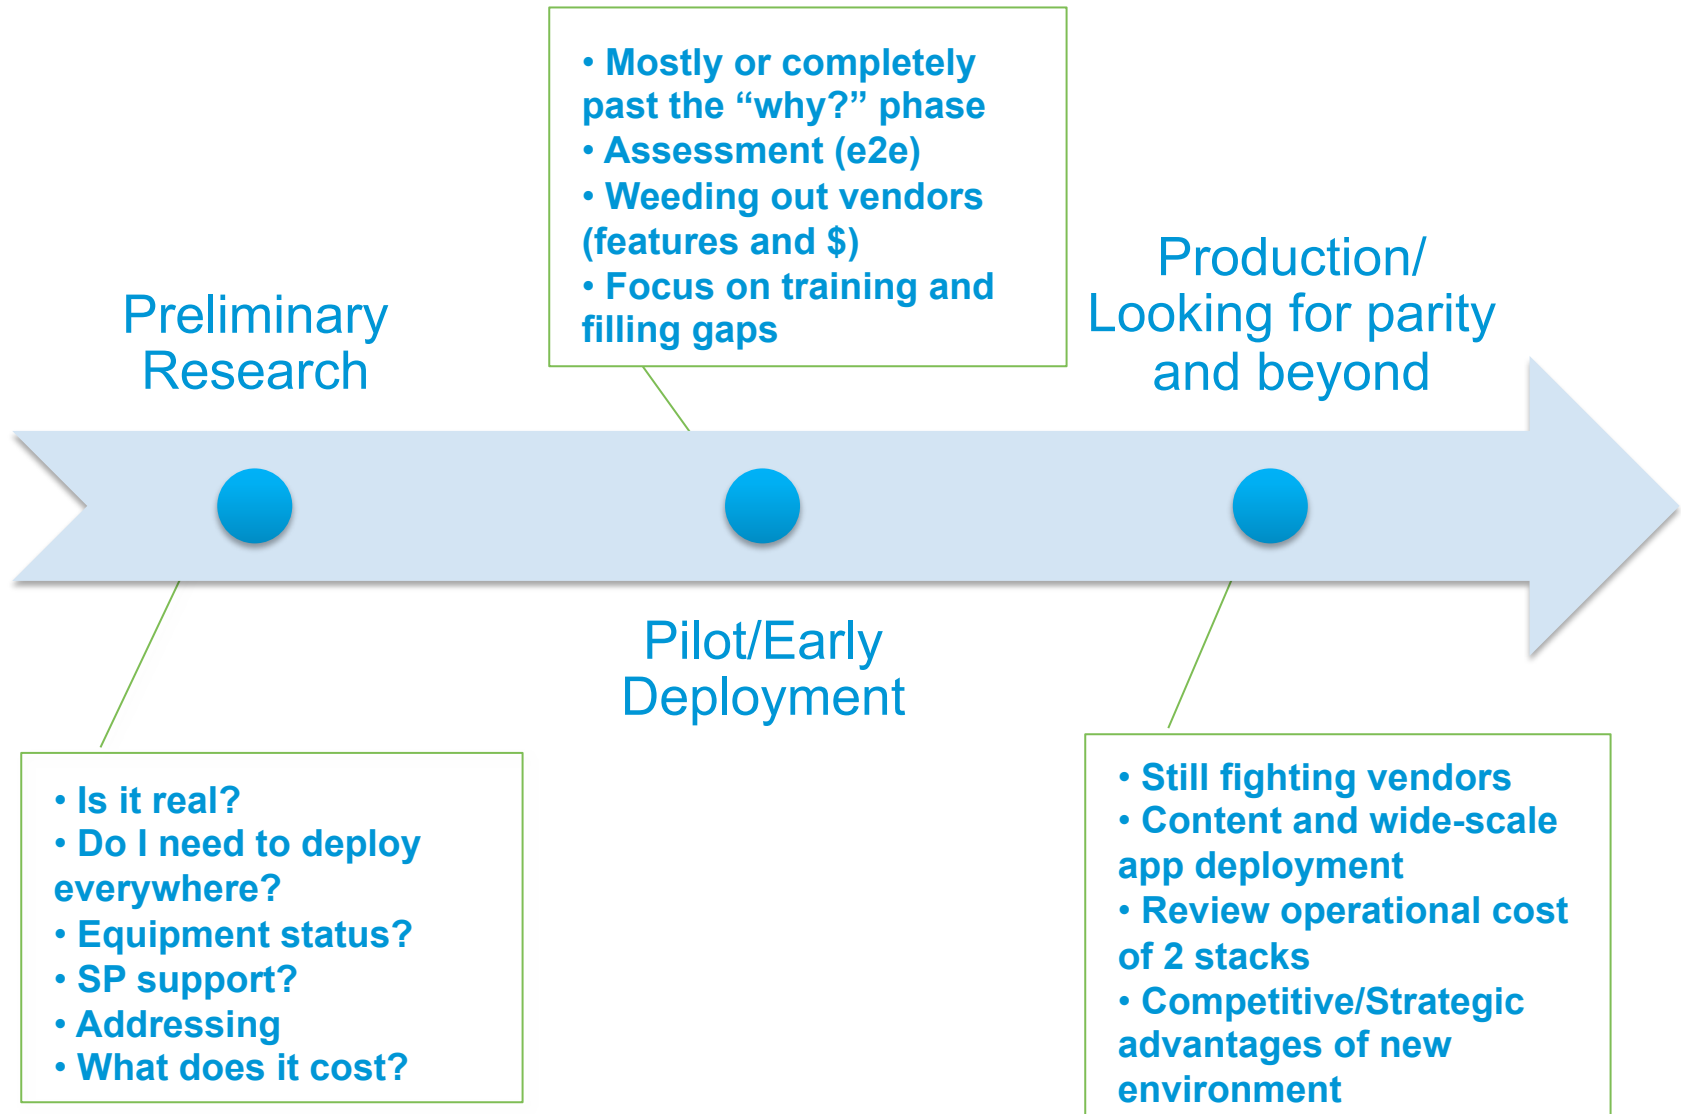 Preliminary
Research
• Is it real?
• Do I need to deploy
everywhere?
• Equipment status?
• SP support?
• Addressing
• What does it cost?
• Mostly or completely
past the “why?” phase
• Assessment (e2e)
• Weeding out vendors
(features and $)
• Focus on training and
filling gaps
Pilot/Early
Deployment
Production/
Looking for parity
and beyond
• Still fighting vendors
• Content and wide-scale
app deployment
• Review operational cost
of 2 stacks
• Competitive/Strategic
advantages of new
environment